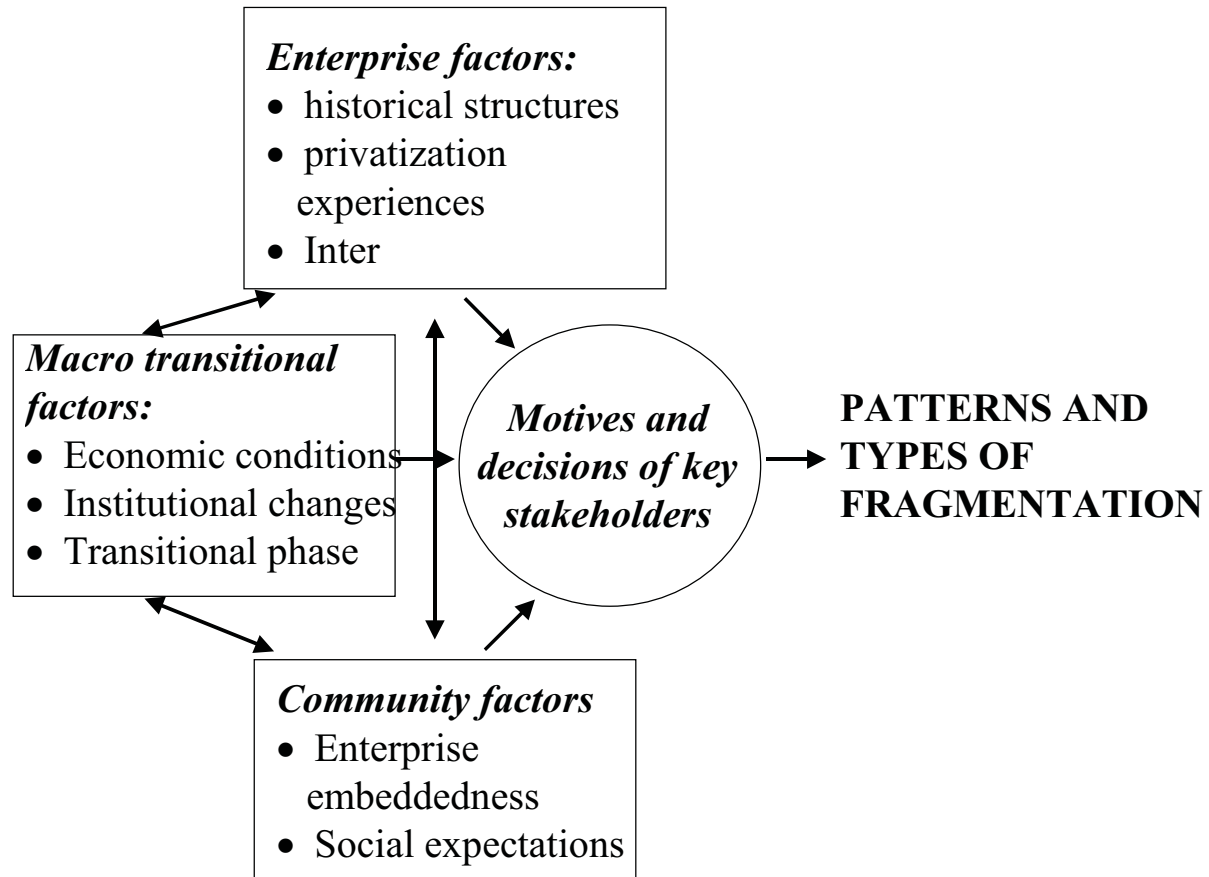 Enterprise factors:
• historical structures
• privatization
experiences
• Inter
Macro transitional
factors:
• Economic conditions
• Institutional changes
• Transitional phase
Motives and
decisions of key
stakeholders
PATTERNS AND
TYPES OF
FRAGMENTATION
Community factors
• Enterprise
embeddedness
• Social expectations